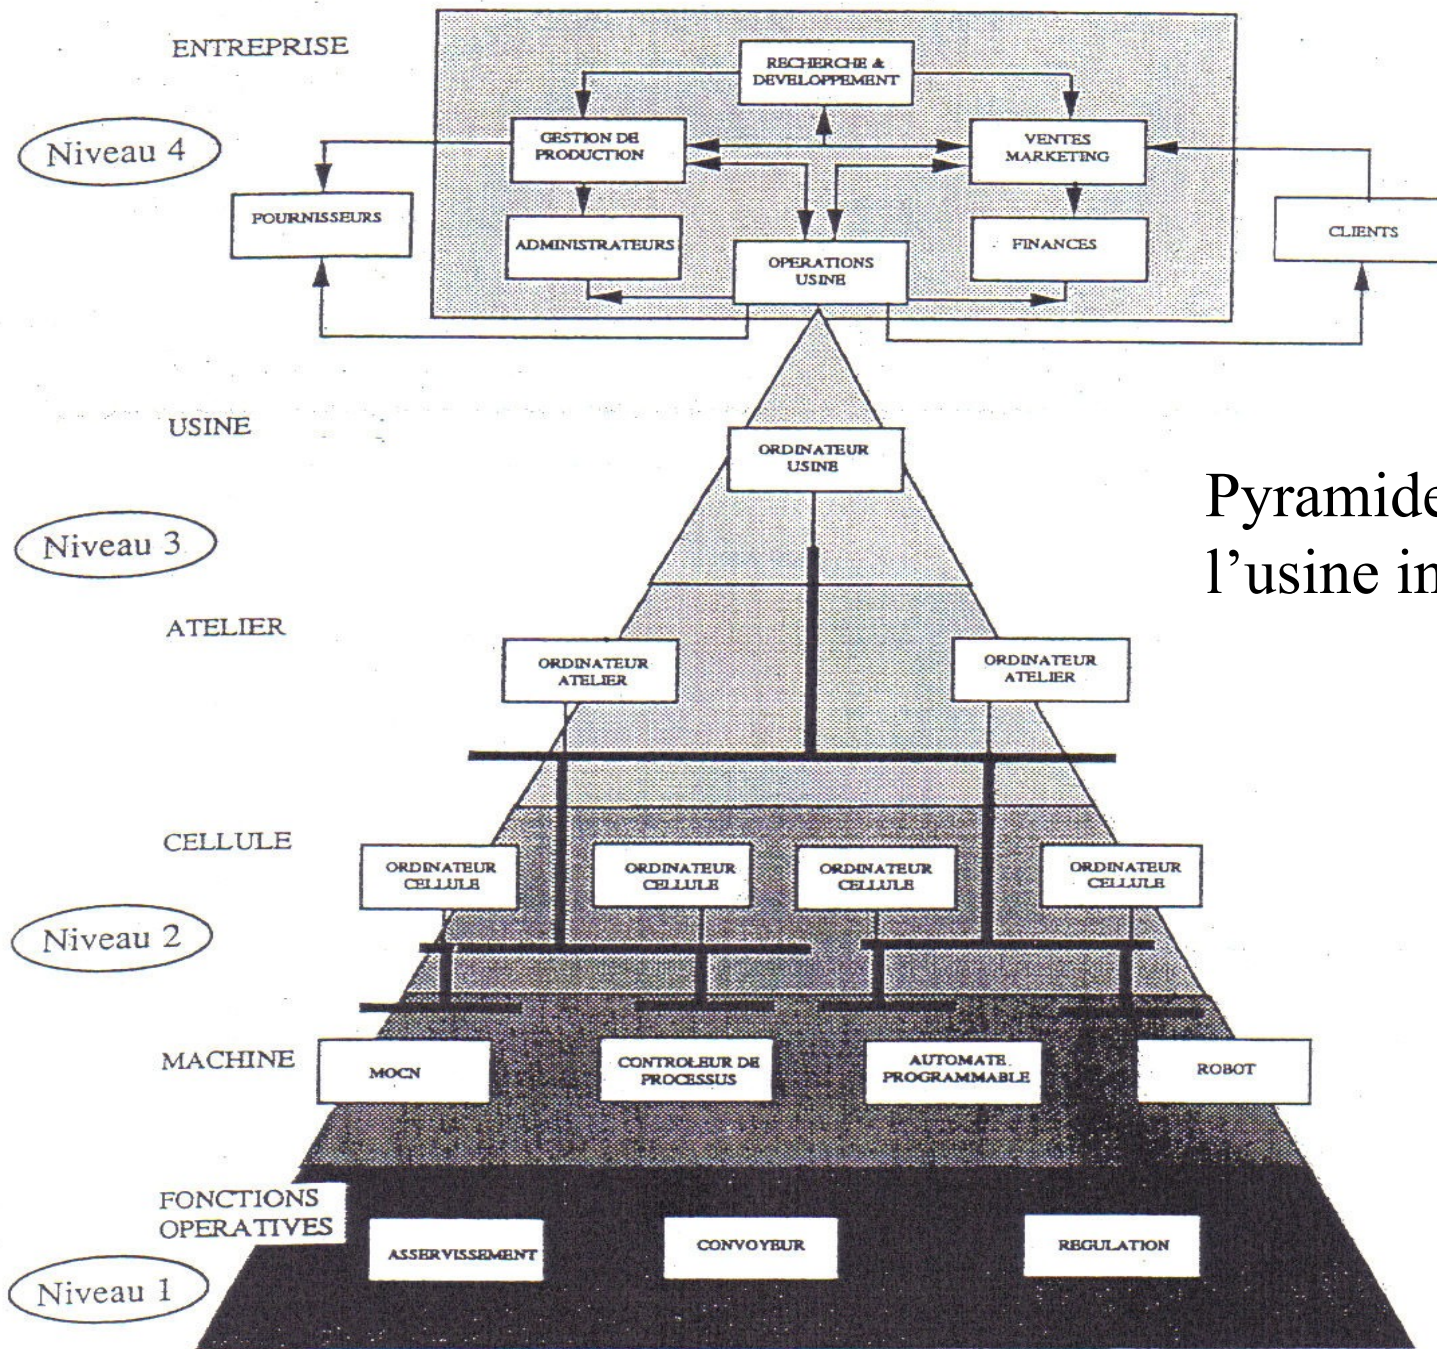 ENTREPRISE
Niveau 4
RECHERCHE &
DEVELOPPEMENT
GESTION DE
PRODUCTION
VENTES
MARKETING
POURNISSEURS
ADMINISTRATEURS
OPERATIONS
USINE
FINANCES
CLIENTS
USINE
ORDINATEUR
USINE
Pyramide
l’usine in
Niveau 3
ATELIER
ORDINATEUR
ATELIER
ORDINATEUR
ATELIER
CELLULE
ORDINATEUR
CELLULE
ORDINATEUR
CELLULE
ORDINATEUR
CELLULE
ORDINATEUR
CELLULE
Niveau 2
MACHINE
MOCN
CONTROLEUR DE
PROCESSUS
AUTOMATE
PROGRAMMABLE
ROBOT
FONCTIONS
OPERATIVES
ASSERVISSEMENT
CONVOYEUR
REGULATION
Niveau 1